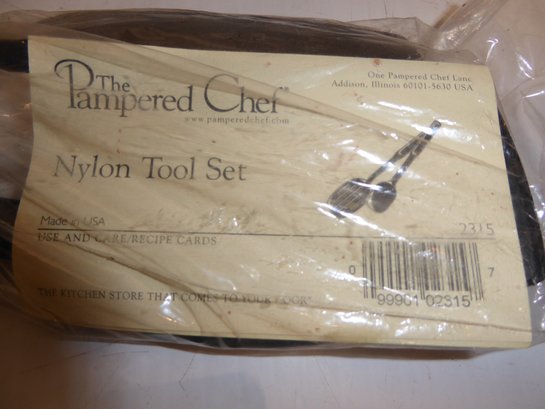 The
Pampered Chef®
www.pamperedchef.com
One Pampered Chef Lane
Addison, Illinois 60101-5630 USA
Nylon Tool Set
Made in USA
2315
USE AND CARE/RECIPE CARDS
0 99901 02315 7
THE KITCHEN STORE THAT COMES TO YOUR DOOR®